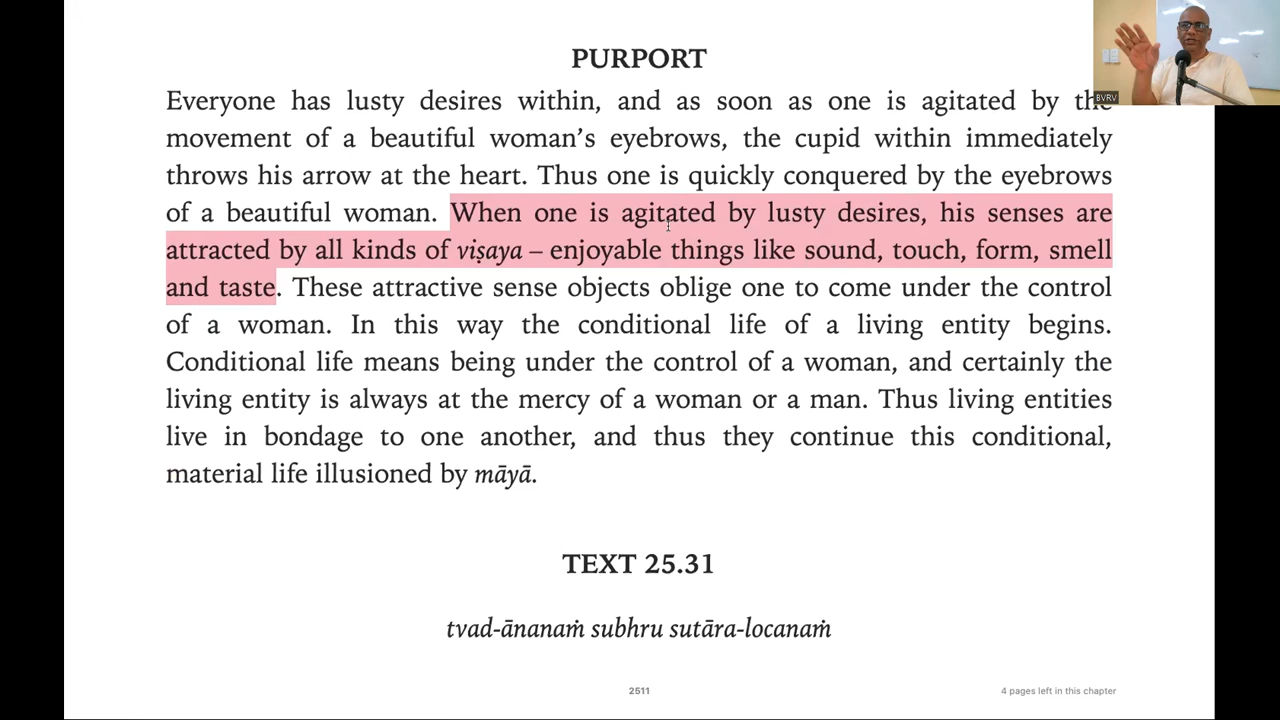 PURPORT
Everyone has lusty desires within, and as soon as one is agitated by the
movement of a beautiful woman’s eyebrows, the cupid within immediately
throws his arrow at the heart. Thus one is quickly conquered by the eyebrows
of a beautiful woman. When one is agitated by lusty desires, his senses are
attracted by all kinds of viṣaya – enjoyable things like sound, touch, form, smell
and taste. These attractive sense objects oblige one to come under the control
of a woman. In this way the conditional life of a living entity begins.
Conditional life means being under the control of a woman, and certainly the
living entity is always at the mercy of a woman or a man. Thus living entities
live in bondage to one another, and thus they continue this conditional,
material life illusioned by māyā.
TEXT 25.31
tvad-ānanaṁ subhru sutāra-locanaṁ
2511
4 pages left in this chapter
BVRV